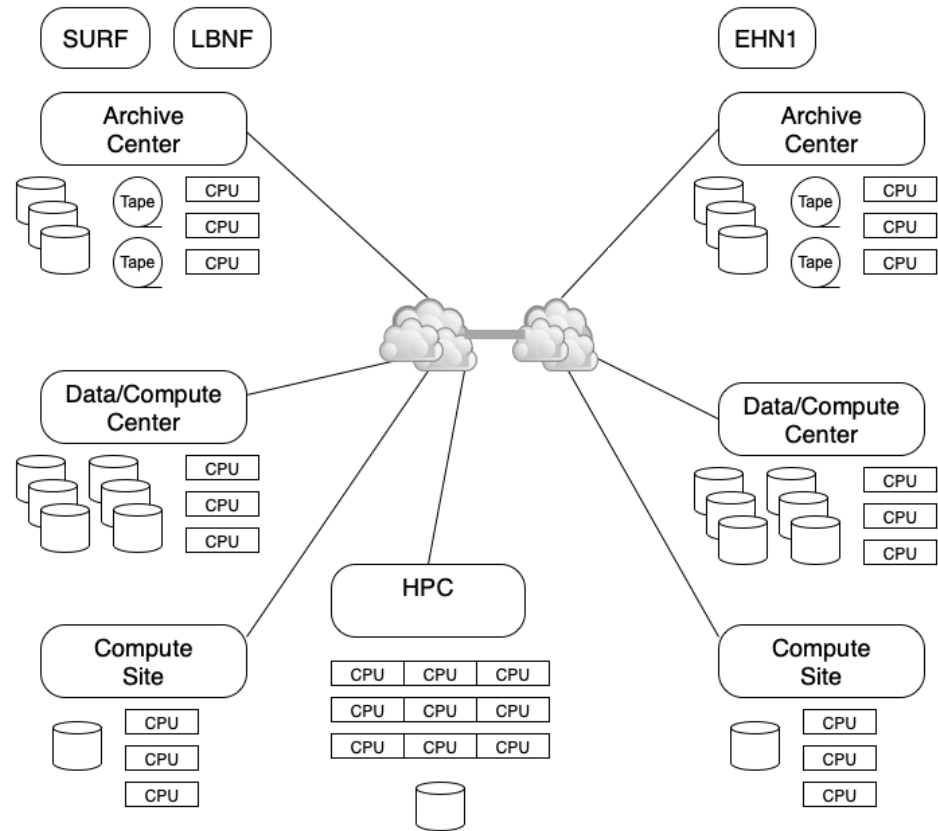 SURF
LBNF
EHN1
Archive
Center
Archive
Center
Tape
CPU
CPU
Tape
CPU
Tape
CPU
CPU
Tape
CPU
Data/Compute
Center
Data/Compute
Center
CPU
CPU
CPU
CPU
CPU
CPU
HPC
Compute
Site
Compute
Site
CPU CPU CPU
CPU CPU CPU
CPU CPU CPU
CPU
CPU
CPU
CPU
CPU
CPU